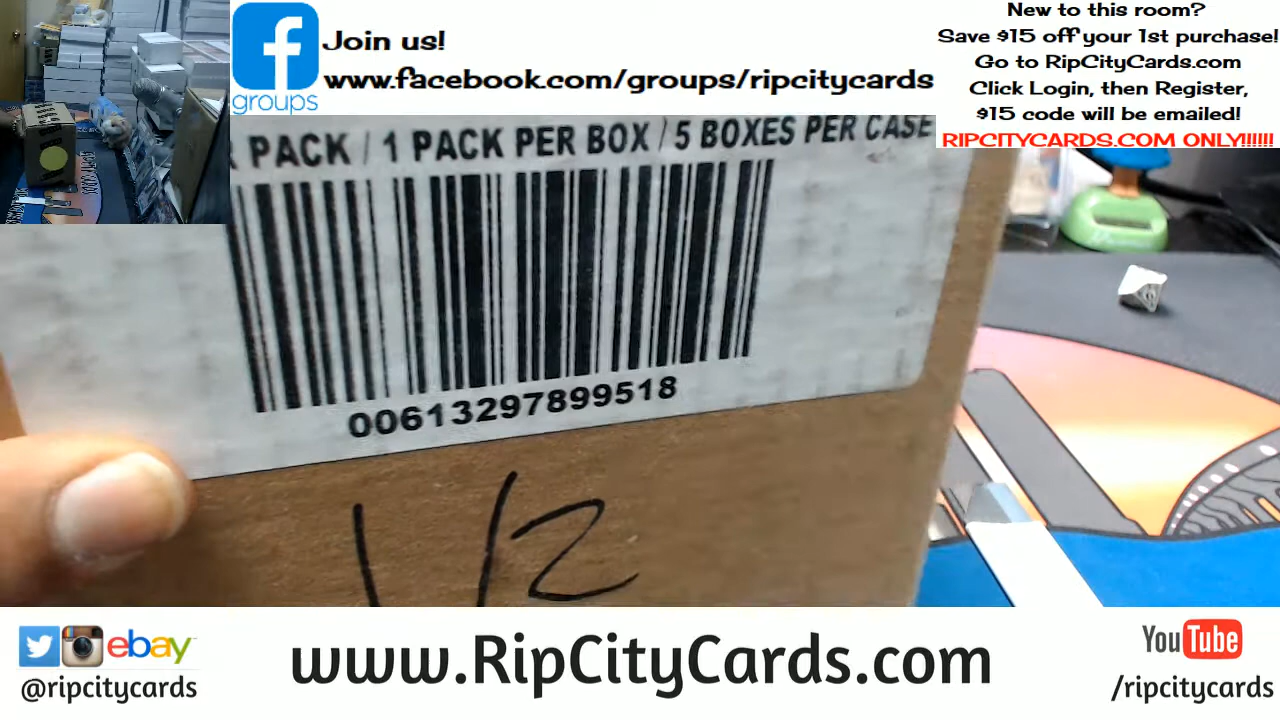 groups
Join us!
www.facebook.com/groups/ripcitycards
New to this room?
Save $15 off your 1st purchase!
Go to RipCityCards.com
Click Login, then Register,
$15 code will be emailed!
RIPCITYCARDS.COM ONLY!!!!!!
PACK / 1 PACK PER BOX / 5 BOXES PER CASE
00613297899518
1/2
ebay
@ripcitycards
www.RipCityCards.com
YouTube
/ripcitycards